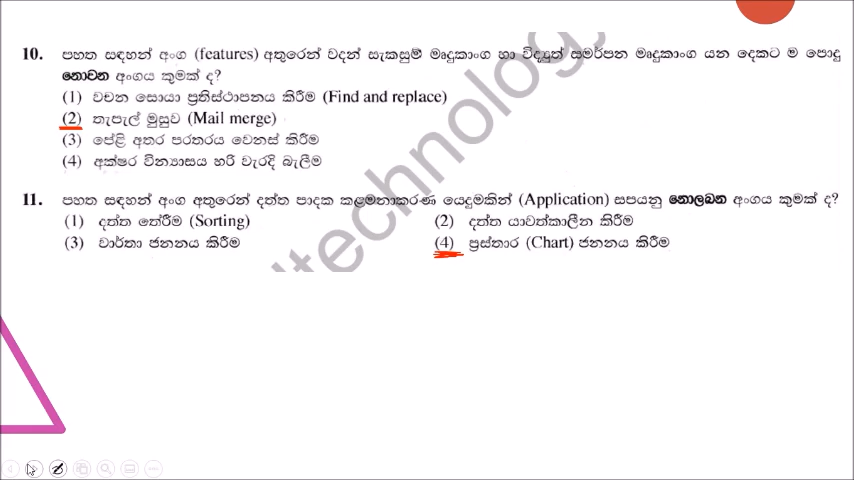 10. පහත සඳහන් අංග (features) අතුරෙන් වදන් සැකසුම් මෘදුකාංග හා විද්‍යුත් සමර්පන මෘදුකාංග යන දෙකට ම පොදු
නොවන අංගය කුමක් ද?
(1) වචන සොයා ප්‍රතිස්ථාපනය කිරීම (Find and replace)
(2) තැපැල් මුසුව (Mail merge)
(3) පේළි අතර පරතරය වෙනස් කිරීම
(4) අක්ෂර වින්‍යාසය හරි වැරදි බැලීම
11. පහත සඳහන් අංග අතුරෙන් දත්ත පාදක කළමනාකරණ යෙදුමකින් (Application) සපයනු නොලබන අංගය කුමක් ද?
(1) දත්ත තේරීම (Sorting) (2) දත්ත යාවත්කාලීන කිරීම
(3) වාර්තා ජනනය කිරීම (4) ප්‍රස්තාර (Chart) ජනනය කිරීම
technology